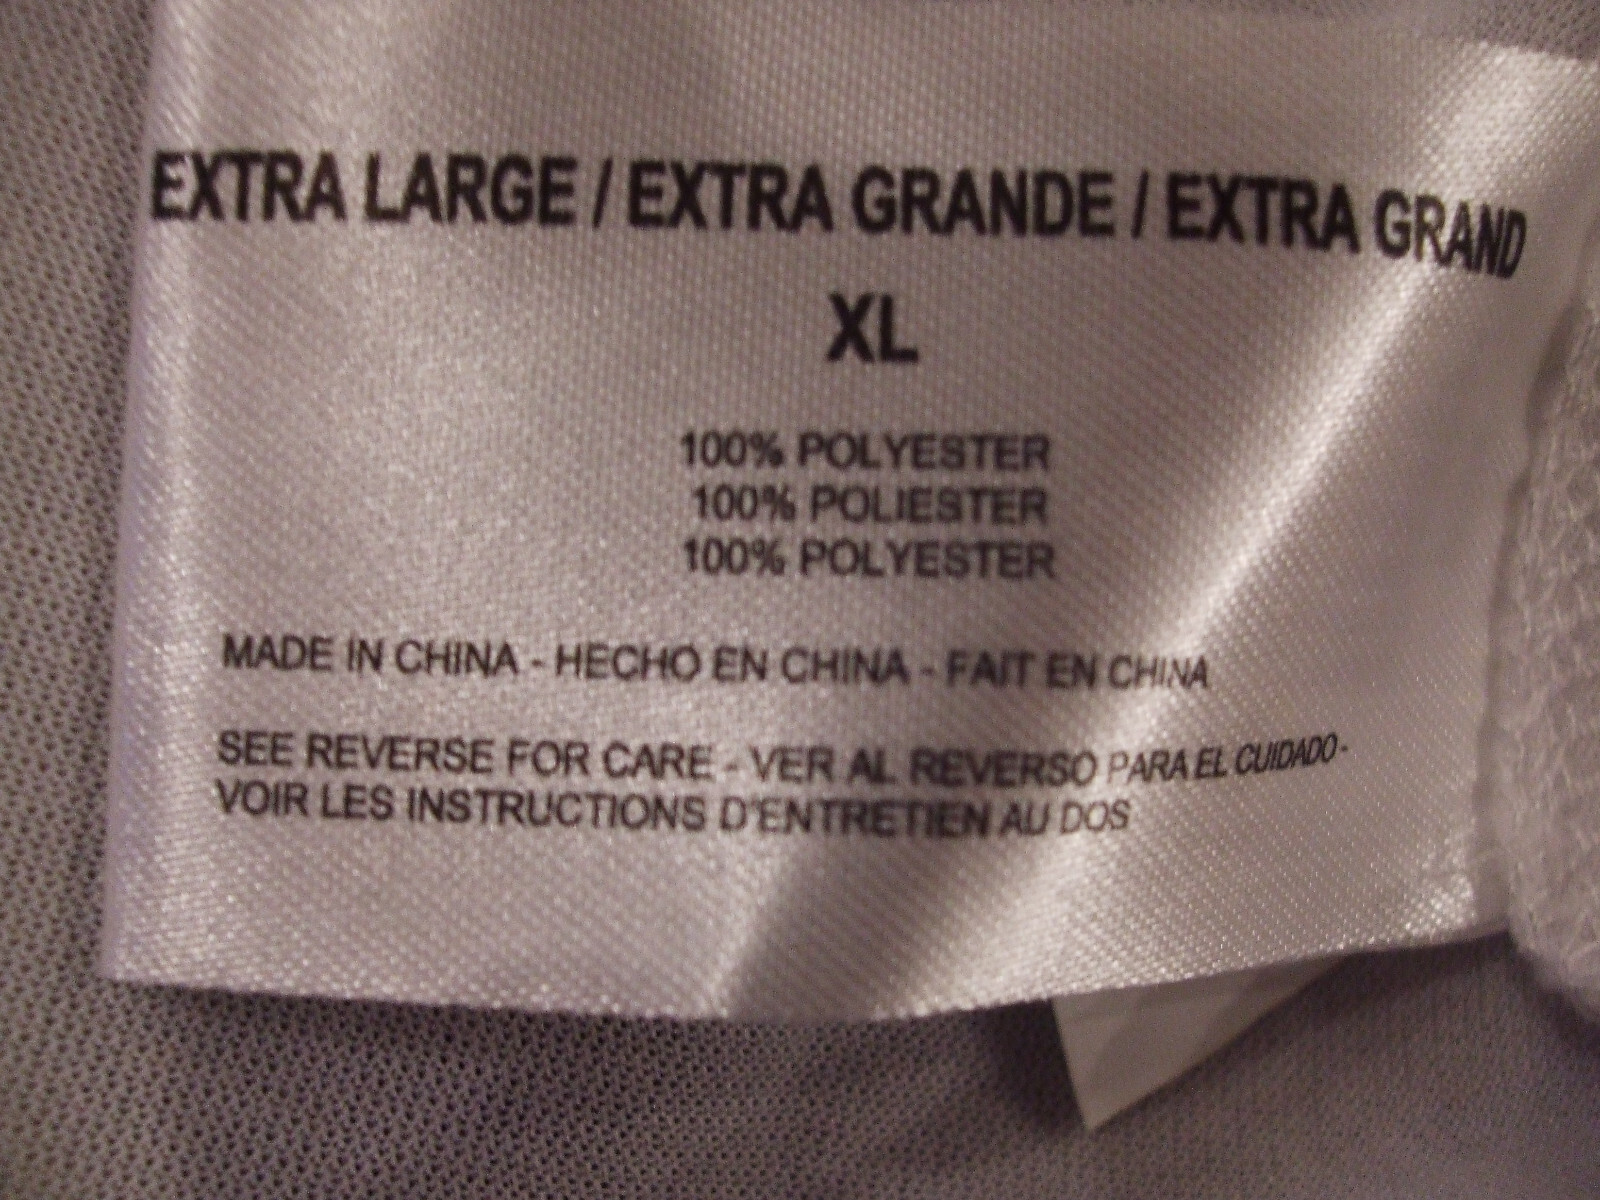 EXTRA LARGE / EXTRA GRANDE / EXTRA GRAND
XL
100% POLYESTER
100% POLIESTER
100% POLYESTER
MADE IN CHINA - HECHO EN CHINA - FAIT EN CHINA
SEE REVERSE FOR CARE - VER AL REVERSO PARA EL CUIDADO -
VOIR LES INSTRUCTIONS D'ENTRETIEN AU DOS